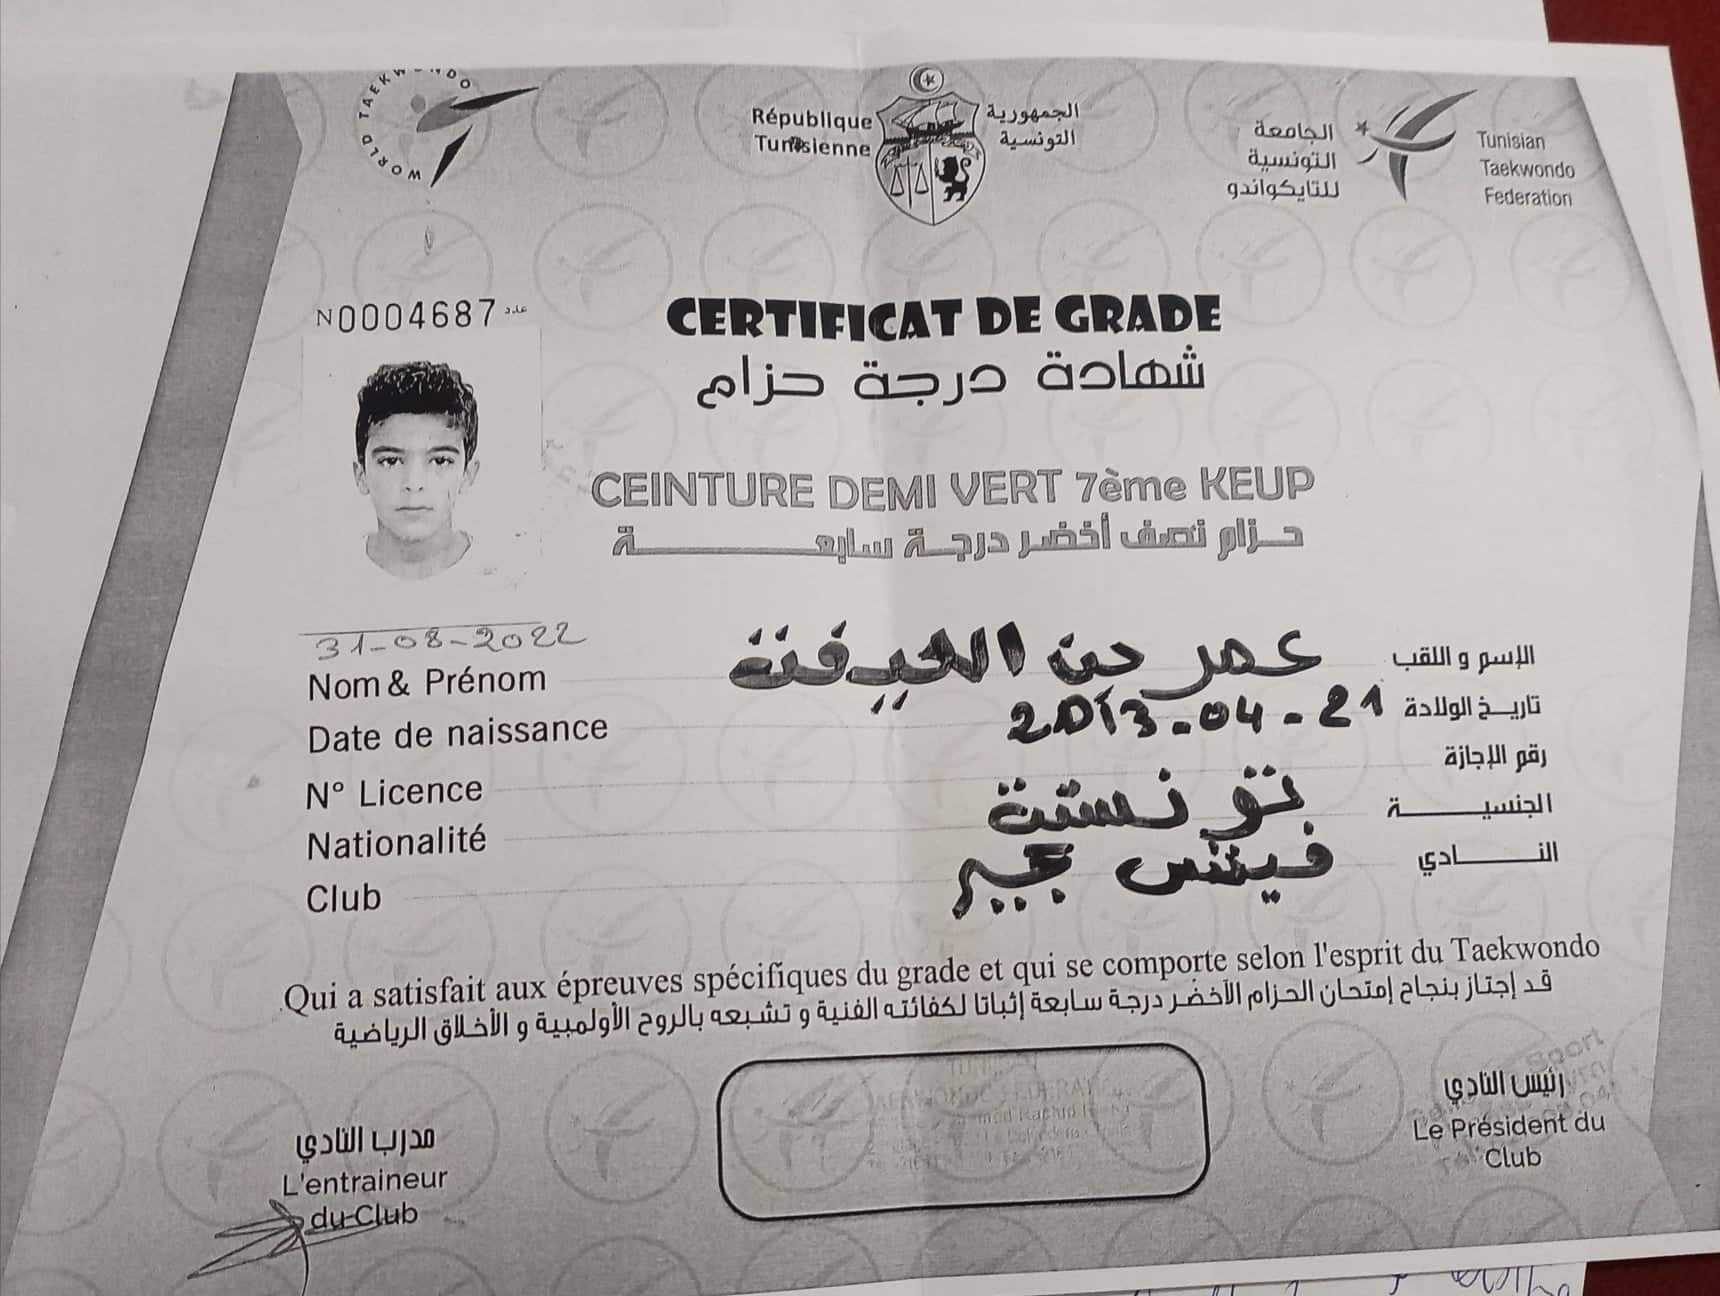 WORLD TAEKWONDO
République
Tunisienne
الجمهورية
التونسية
الجامعة
التونسية
للتايكواندو
Tunisian
Taekwondo
Federation
N0004687 عدد
CERTIFICAT DE GRADE
شهادة درجة حزام
CEINTURE DEMI VERT 7ème KEUP
حزام نصف أخضر درجة سابعة
31-08-2022
Nom & Prénom عمر بن الحيفة الإسم و اللقب
Date de naissance 2013-04-21 تاريخ الولادة
N° Licence رقم الإجازة
Nationalité تونسية الجنسية
Club فيتنس النادي
Qui a satisfait aux épreuves spécifiques du grade et qui se comporte selon l'esprit du Taekwondo
قد إجتاز بنجاح إمتحان الحزام الأخضر درجة سابعة إثباتا لكفائته الفنية و تشبعه بالروح الأولمبية و الأخلاق الرياضية
مدرب النادي
L'entraineur
du Club
رئيس النادي
Le Président du
Club